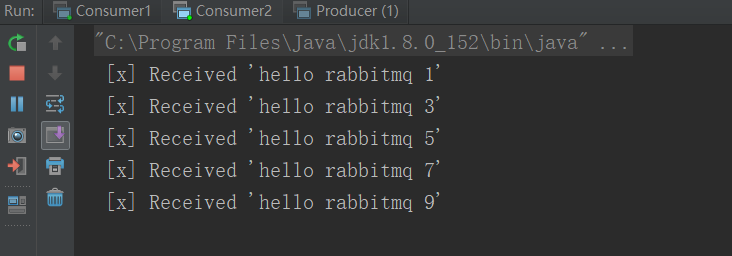 Run: Consumer1 Consumer2 Producer (1)
"C:\Program Files\Java\jdk1.8.0_152\bin\java" ...
[x] Received 'hello rabbitmq 1'
[x] Received 'hello rabbitmq 3'
[x] Received 'hello rabbitmq 5'
[x] Received 'hello rabbitmq 7'
[x] Received 'hello rabbitmq 9'